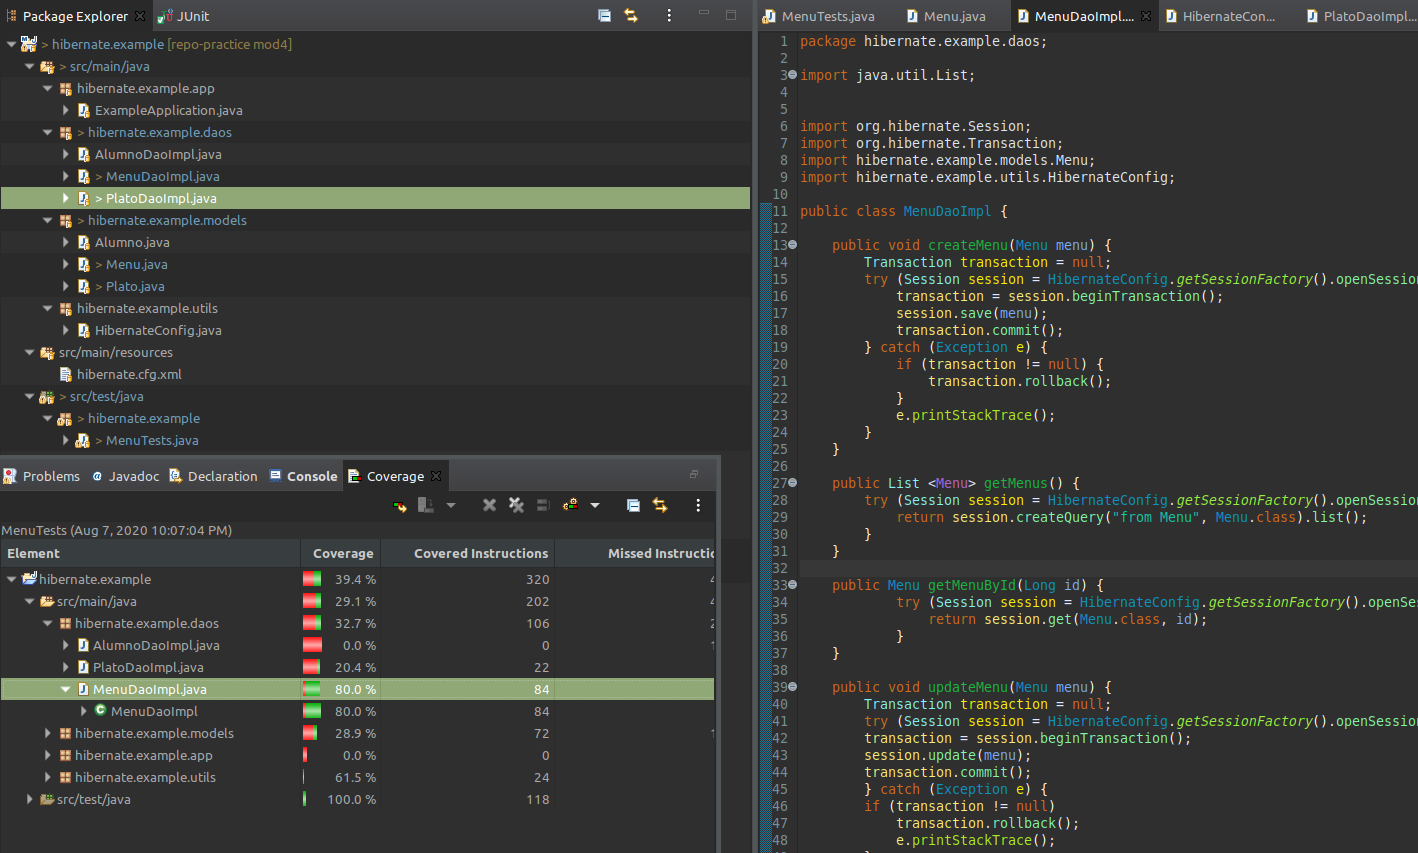 Package Explorer
JUnit
> hibernate.example [repo-practice mod4]
> src/main/java
hibernate.example.app
ExampleApplication.java
> hibernate.example.daos
AlumnoDaoImpl.java
> MenuDaoImpl.java
> PlatoDaoImpl.java
> hibernate.example.models
Alumno.java
> Menu.java
> Plato.java
hibernate.example.utils
HibernateConfig.java
src/main/resources
hibernate.cfg.xml
> src/test/java
> hibernate.example
> MenuTests.java
Problems
Javadoc
Declaration
Console
Coverage
MenuTests (Aug 7, 2020 10:07:04 PM)
Element Coverage Covered Instructions Missed Instructic
hibernate.example 39.4 % 320
src/main/java 29.1 % 202
hibernate.example.daos 32.7 % 106
AlumnoDaoImpl.java 0.0 % 0
PlatoDaoImpl.java 20.4 % 22
MenuDaoImpl.java 80.0 % 84
MenuDaoImpl 80.0 % 84
hibernate.example.models 28.9 % 72
hibernate.example.app 0.0 % 0
hibernate.example.utils 61.5 % 24
src/test/java 100.0 % 118
MenuTests.java
Menu.java
MenuDaoImpl....
HibernateCon...
PlatoDaoImpl...
1 package hibernate.example.daos;
2
3 import java.util.List;
4
5
6 import org.hibernate.Session;
7 import org.hibernate.Transaction;
8 import hibernate.example.models.Menu;
9 import hibernate.example.utils.HibernateConfig;
10
11 public class MenuDaoImpl {
12
13 public void createMenu(Menu menu) {
14 Transaction transaction = null;
15 try (Session session = HibernateConfig.getSessionFactory().openSession
16 transaction = session.beginTransaction();
17 session.save(menu);
18 transaction.commit();
19 } catch (Exception e) {
20 if (transaction != null) {
21 transaction.rollback();
22 }
23 e.printStackTrace();
24 }
25 }
26
27 public List <Menu> getMenus() {
28 try (Session session = HibernateConfig.getSessionFactory().openSession
29 return session.createQuery("from Menu", Menu.class).list();
30 }
31 }
32
33 public Menu getMenuById(Long id) {
34 try (Session session = HibernateConfig.getSessionFactory().openSes
35 return session.get(Menu.class, id);
36 }
37 }
38
39 public void updateMenu(Menu menu) {
40 Transaction transaction = null;
41 try (Session session = HibernateConfig.getSessionFactory().openSession
42 transaction = session.beginTransaction();
43 session.update(menu);
44 transaction.commit();
45 } catch (Exception e) {
46 if (transaction != null)
47 transaction.rollback();
48 e.printStackTrace();